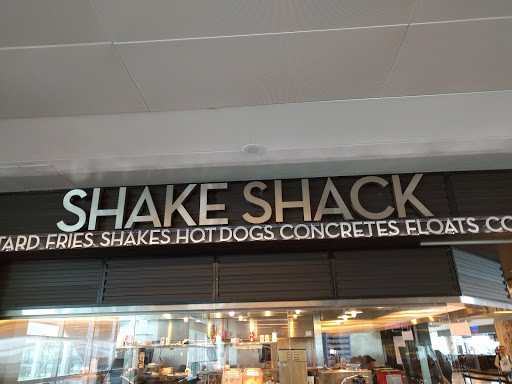 SHAKE SHACK
TARD FRIES SHAKES HOT DOGS CONCRETES FLOATS CO